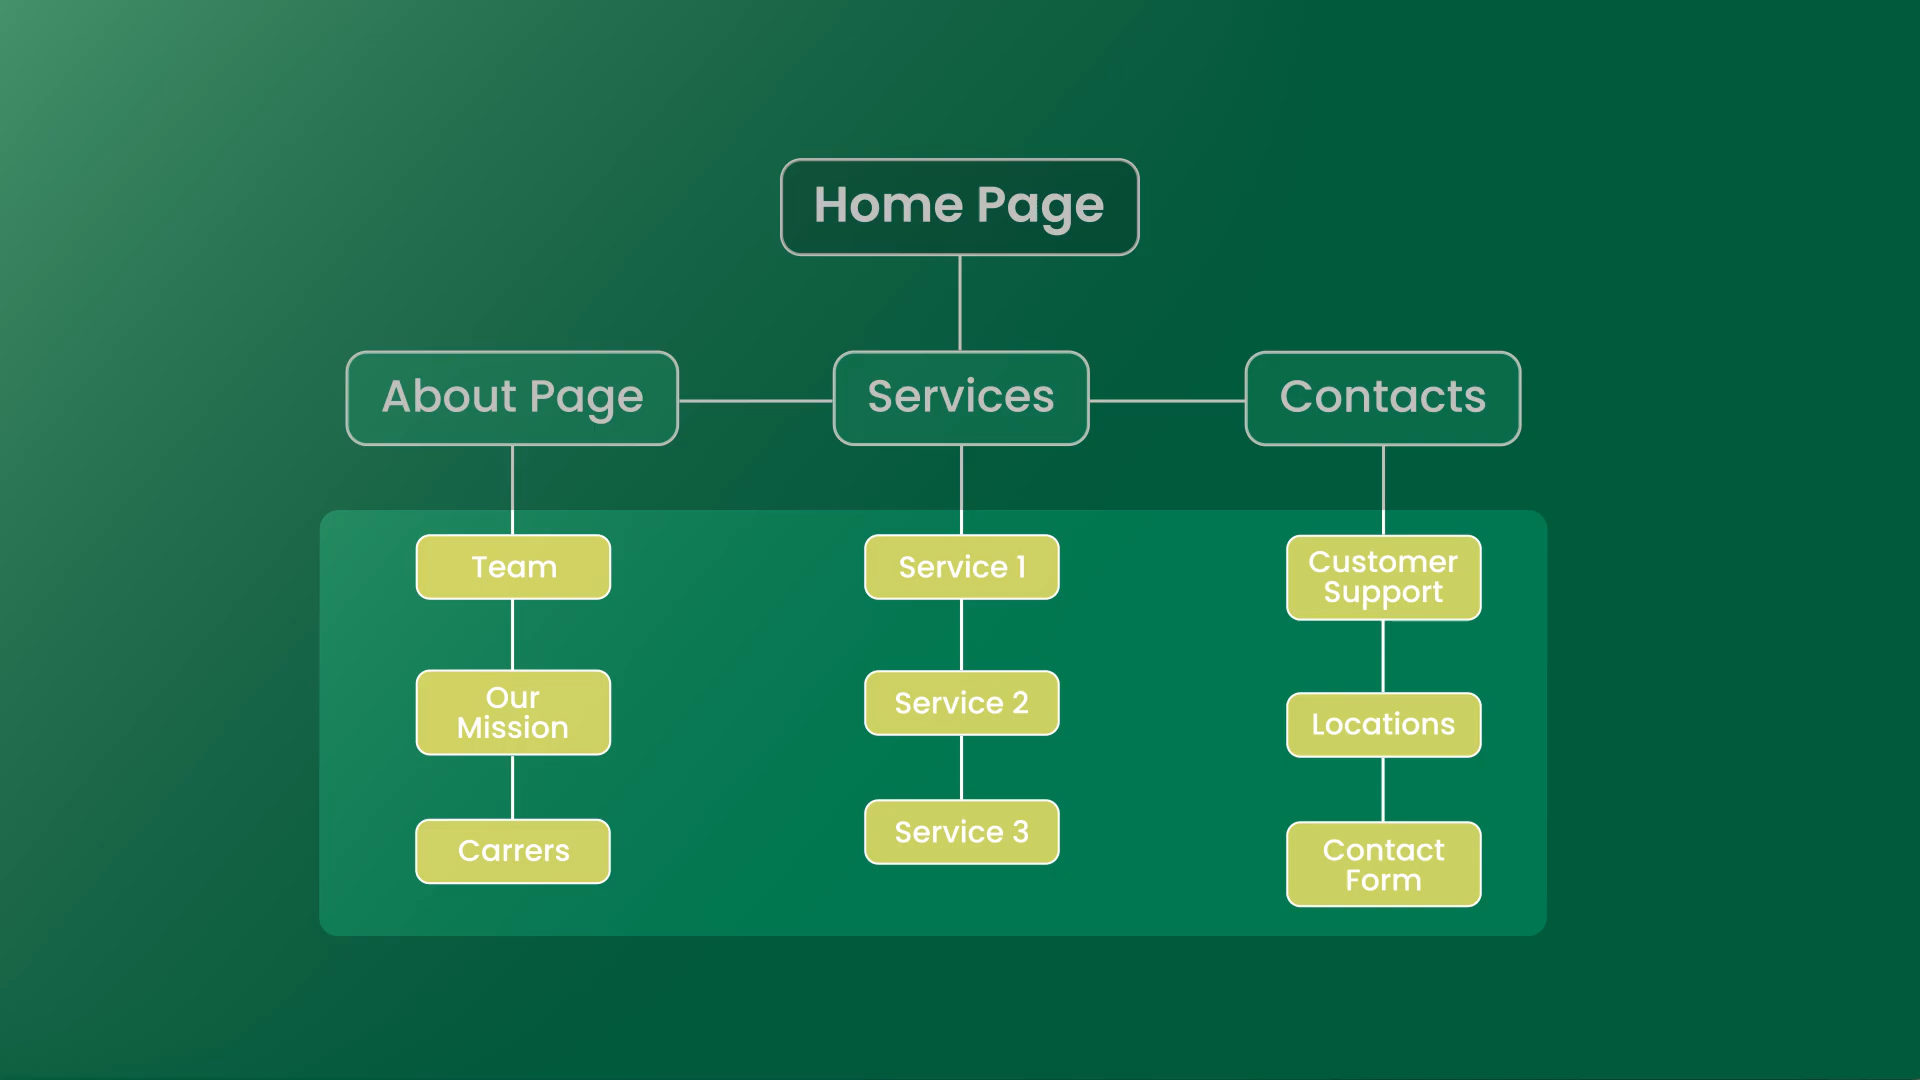 Home Page
About Page
Services
Contacts
Team
Our
Mission
Carrers
Service 1
Service 2
Service 3
Customer
Support
Locations
Contact
Form